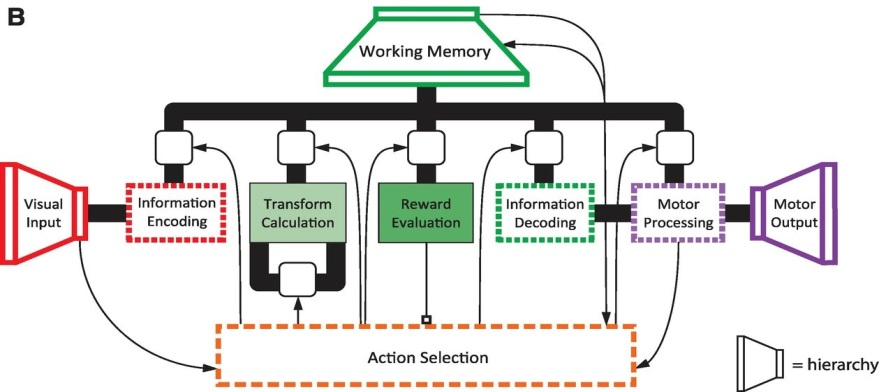 B
Working Memory
Visual
Input
Information
Encoding
Transform
Calculation
Reward
Evaluation
Information
Decoding
Motor
Processing
Motor
Output
Action Selection
= hierarchy